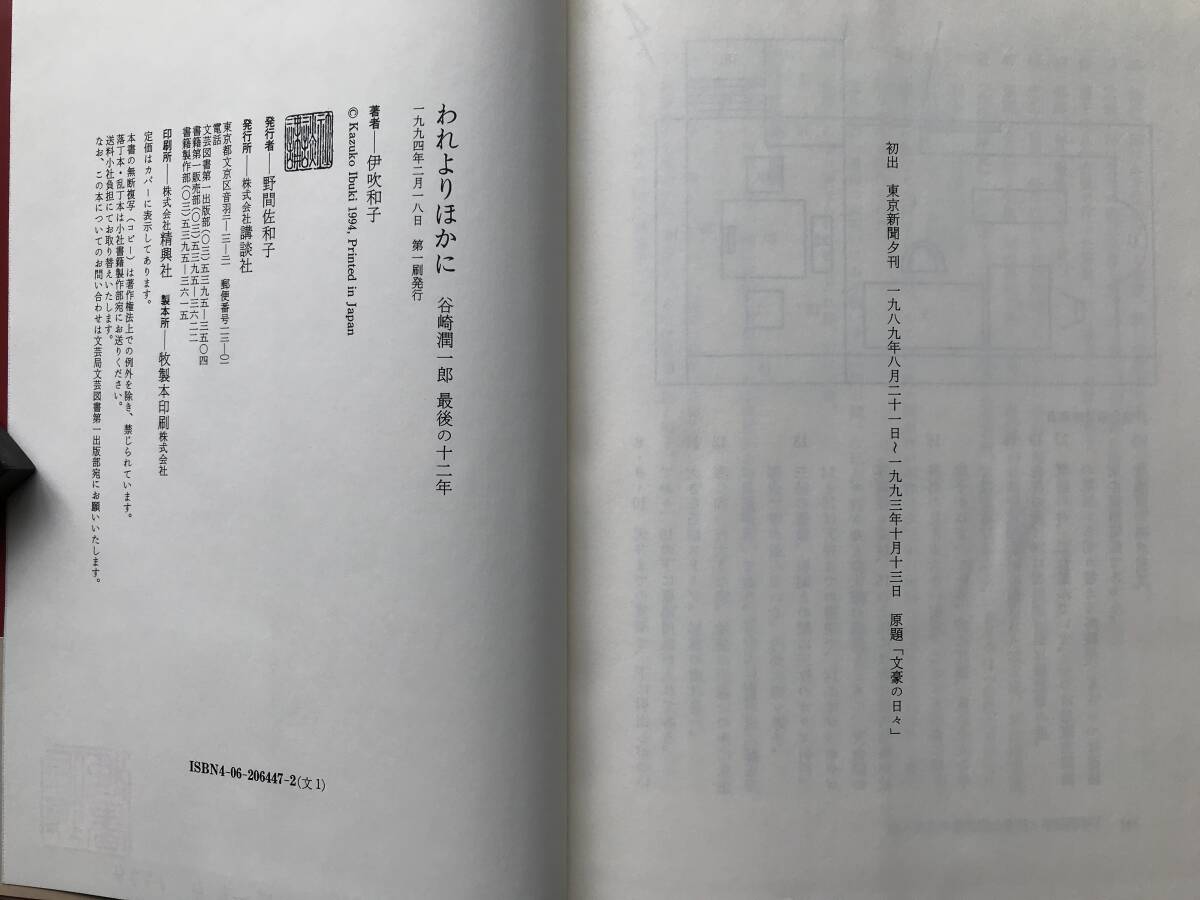 初出　東京新聞夕刊　一九八九年八月二十一日～一九九三年十月十三日　原題「文豪の日々」
われよりほかに　谷崎潤一郎 最後の十二年
一九九四年二月一八日　第一刷発行
著者―伊吹和子
© Kazuko Ibuki 1994, Printed in Japan
発行者―野間佐和子
発行所―株式会社講談社
東京都文京区音羽二―一二―二一　郵便番号一一二―〇一
電話
文芸図書第一出版部(〇三)五三九五―三五〇四
書籍第一販売部(〇三)五三九五―三六二二
書籍製作部(〇三)五三九五―三六一五
印刷所―株式会社精興社　製本所―牧製本印刷株式会社
定価はカバーに表示してあります。
本書の無断複写(コピー)は著作権法上での例外を除き、禁じられています。
落丁本・乱丁本は小社書籍製作部宛にお送りください。
送料小社負担にてお取り替えいたします。
なお、この本についてのお問い合わせは文芸局文芸図書第一出版部宛にお願いいたします。
ISBN4-06-206447-2(文1)